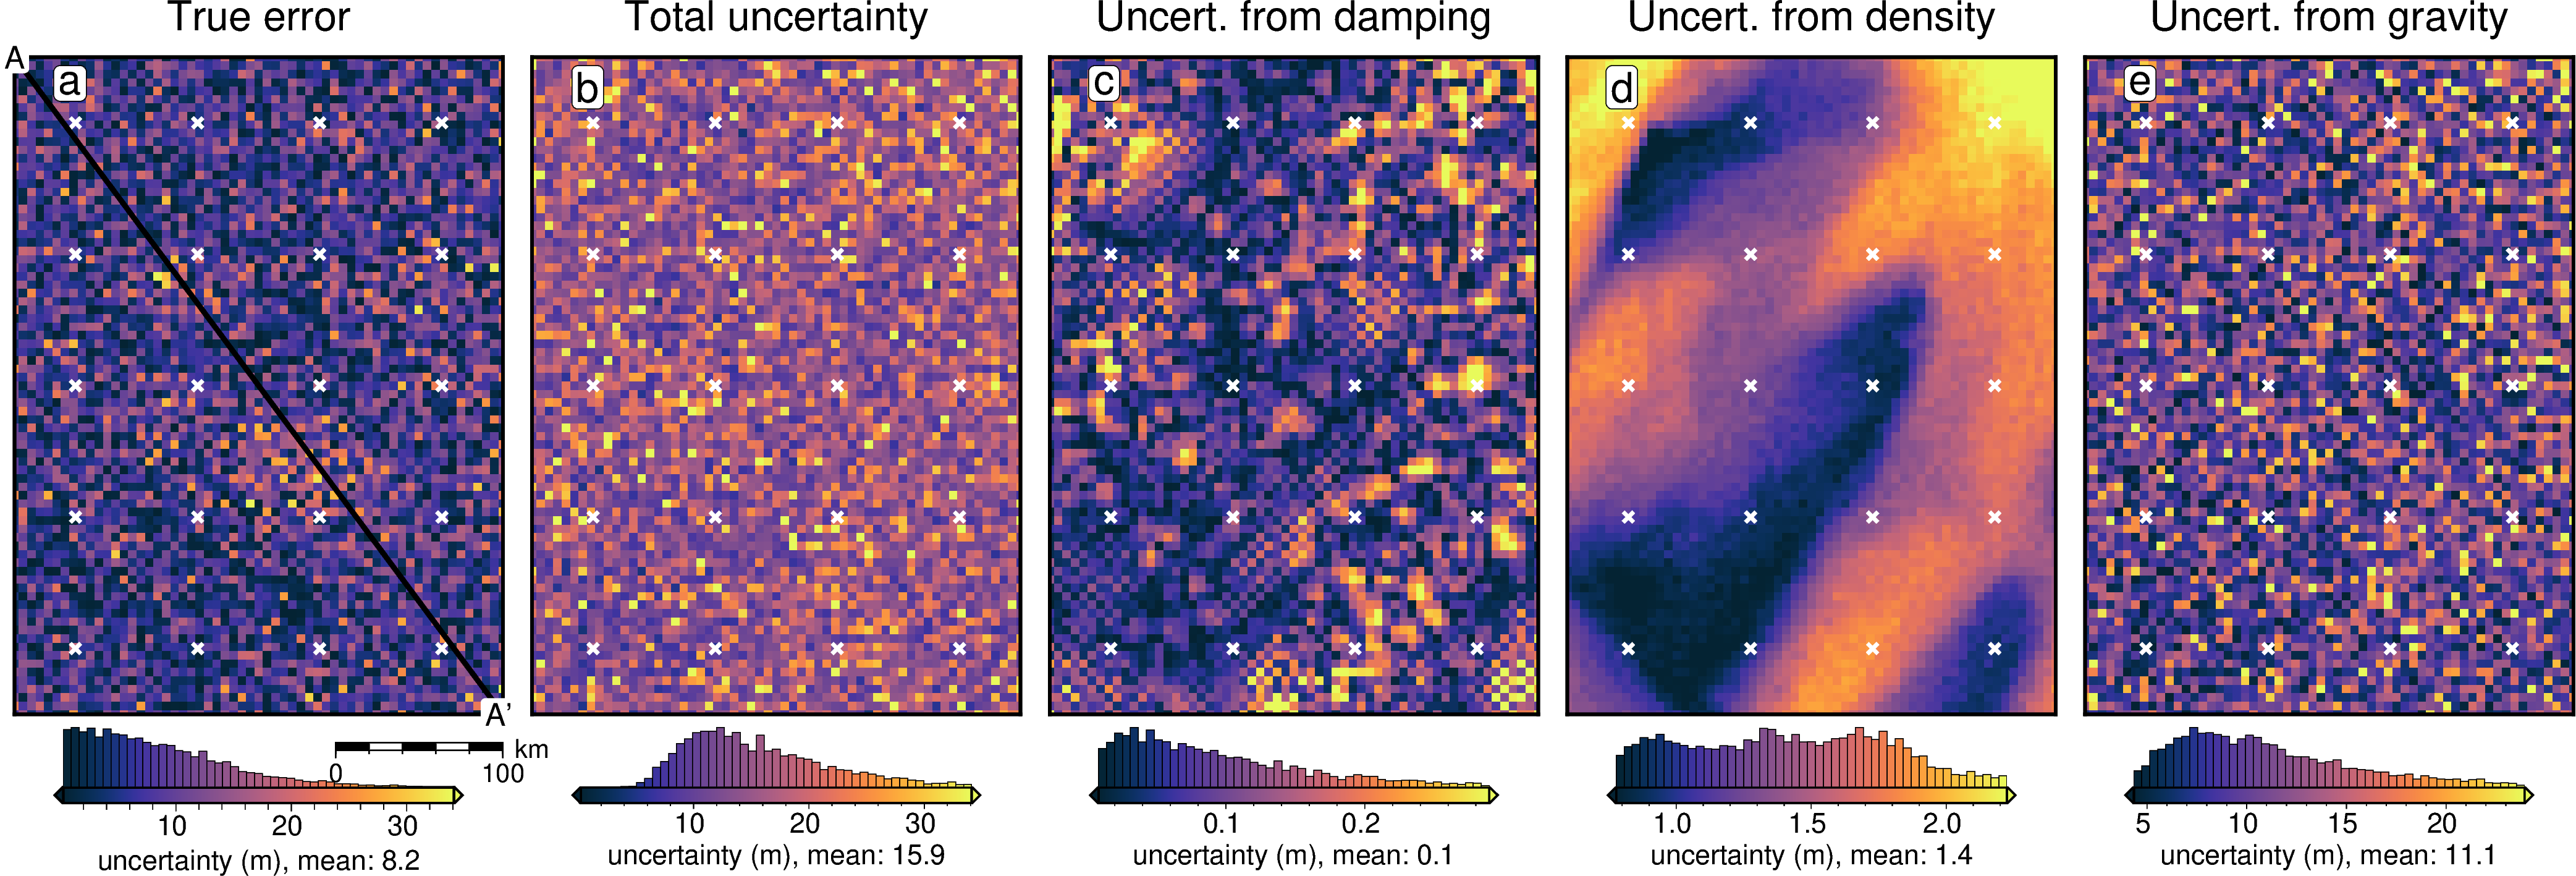 True error
Total uncertainty
Uncert. from damping
Uncert. from density
Uncert. from gravity
A
a
b
c
d
e
A'
km
0 100
10 20 30
uncertainty (m), mean: 8.2
10 20 30
uncertainty (m), mean: 15.9
0.1 0.2
uncertainty (m), mean: 0.1
1.0 1.5 2.0
uncertainty (m), mean: 1.4
5 10 15 20
uncertainty (m), mean: 11.1